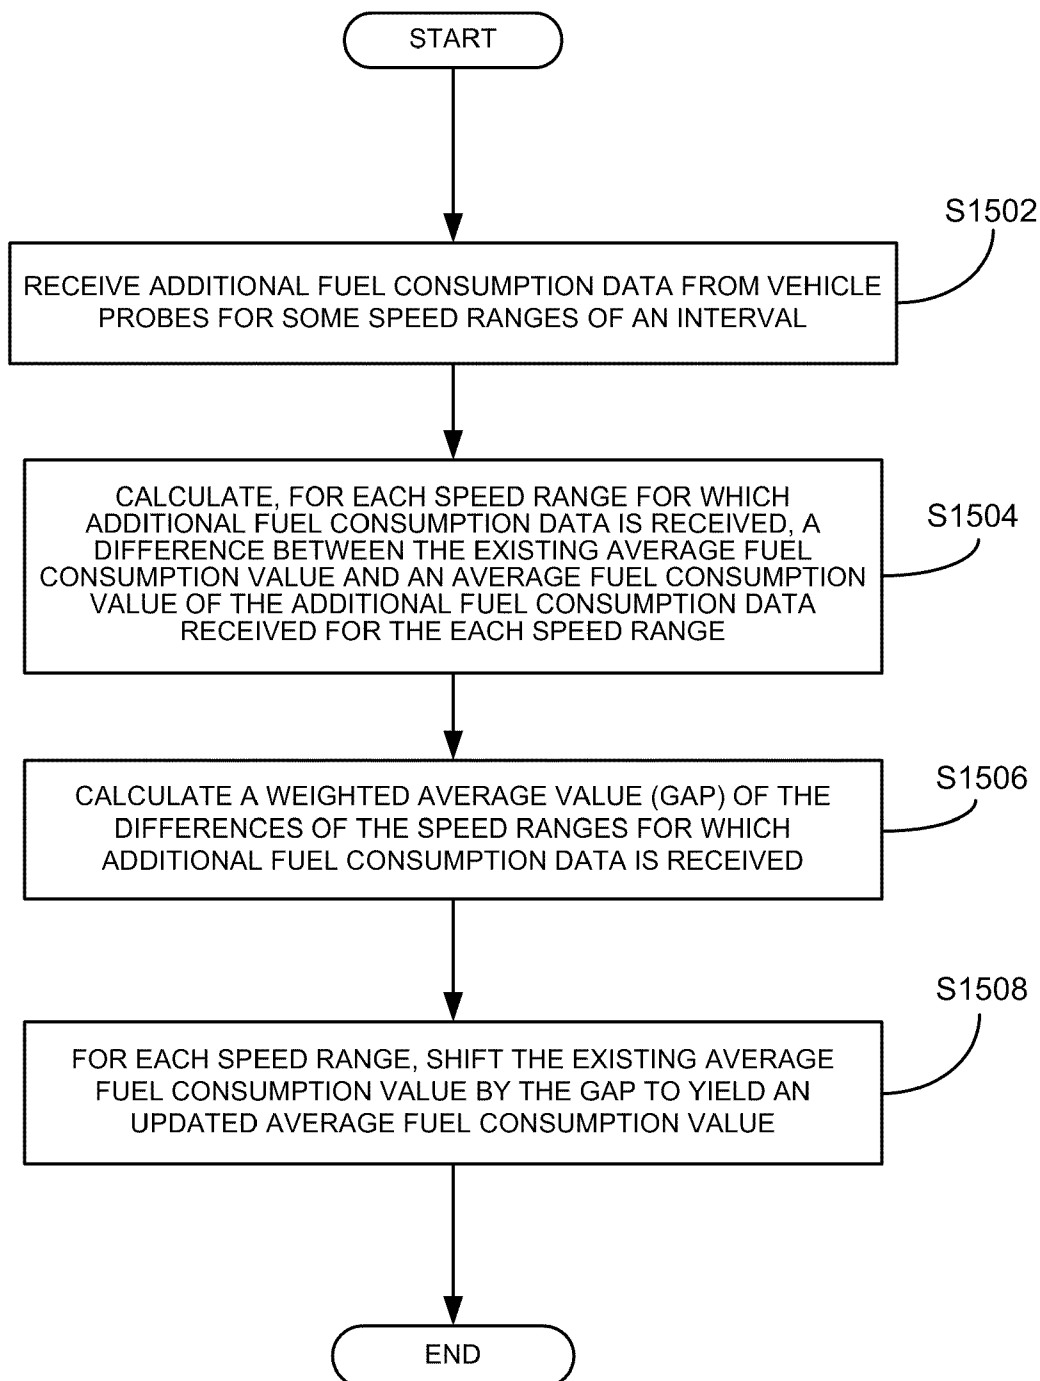 START
S1502
RECEIVE ADDITIONAL FUEL CONSUMPTION DATA FROM VEHICLE
PROBES FOR SOME SPEED RANGES OF AN INTERVAL
CALCULATE, FOR EACH SPEED RANGE FOR WHICH
ADDITIONAL FUEL CONSUMPTION DATA IS RECEIVED, A
DIFFERENCE BETWEEN THE EXISTING AVERAGE FUEL
CONSUMPTION VALUE AND AN AVERAGE FUEL CONSUMPTION
VALUE OF THE ADDITIONAL FUEL CONSUMPTION DATA
RECEIVED FOR THE EACH SPEED RANGE
S1504
CALCULATE A WEIGHTED AVERAGE VALUE (GAP) OF THE
DIFFERENCES OF THE SPEED RANGES FOR WHICH
ADDITIONAL FUEL CONSUMPTION DATA IS RECEIVED
S1506
FOR EACH SPEED RANGE, SHIFT THE EXISTING AVERAGE
FUEL CONSUMPTION VALUE BY THE GAP TO YIELD AN
UPDATED AVERAGE FUEL CONSUMPTION VALUE
S1508
END